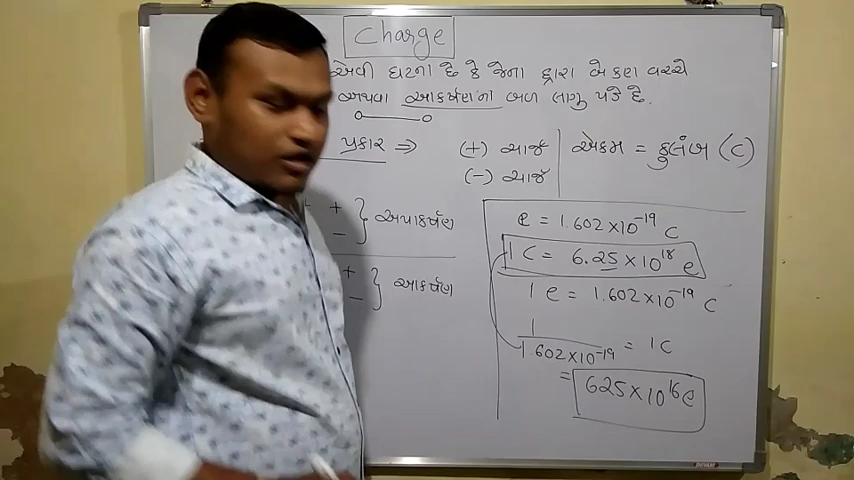 Charge
એવી ઘટના છે કે જેના દ્વારા બે કણ વચ્ચે
અથવા આકર્ષણનાં બળ લાગુ પડે છે.
પ્રકાર ⇒ (+) ચાર્જ
(-) ચાર્જ
એકમ = કુલંબ (C)
+ } અપાકર્ષણ
-
+ } આકર્ષણ
-
e = 1.602×10⁻¹⁹ C
1 C = 6.25 × 10¹⁸ e
1 e = 1.602×10⁻¹⁹ C
1 / 1.602×10⁻¹⁹ = 1C
= 625×10¹⁶e